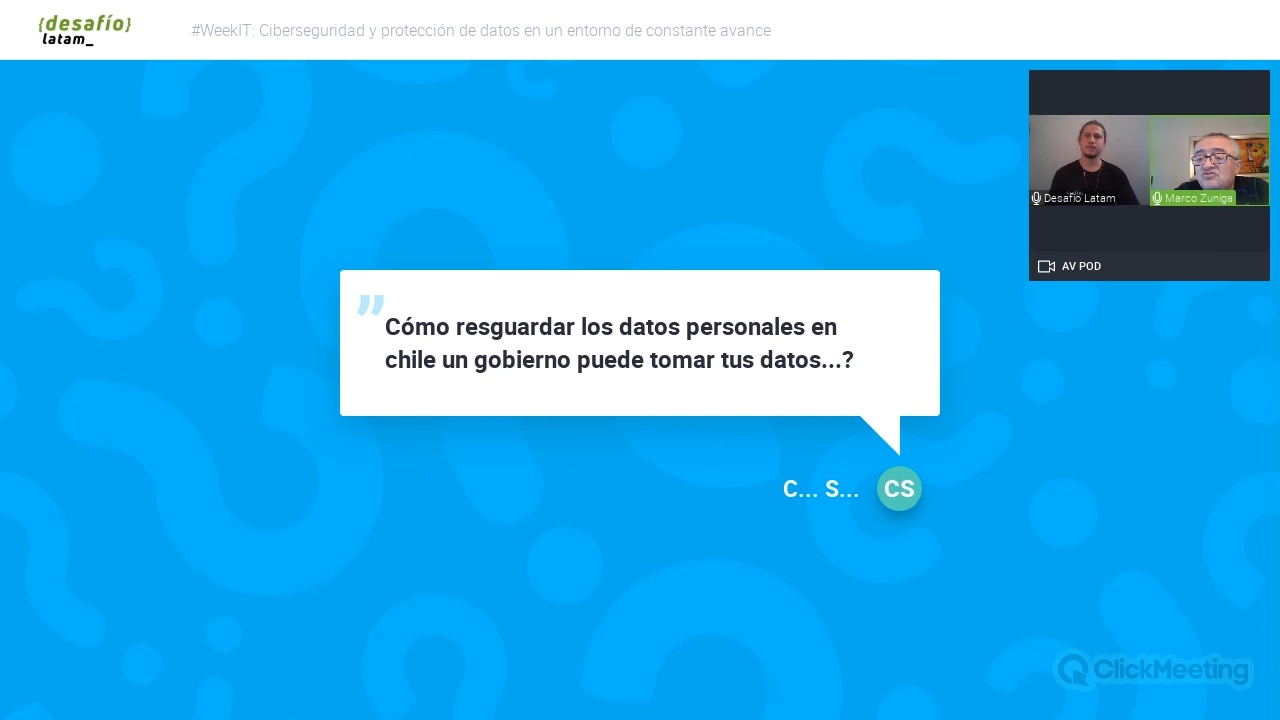 {desafío}
latam_
#WeekIT: Ciberseguridad y protección de datos en un entorno de constante avance
Desafío Latam
Marco Zuniga
AV POD
”
Cómo resguardar los datos personales en
chile un gobierno puede tomar tus datos...?
C... S...
CS
ClickMeeting